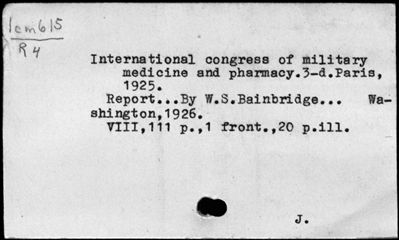 1cm615
R4
International congress of military
medicine and pharmacy.3-d.Paris,
1925.
Report...By W.S.Bainbridge... Wa-
shington,1926.
VIII,111 p.,1 front.,20 p.ill.
J.